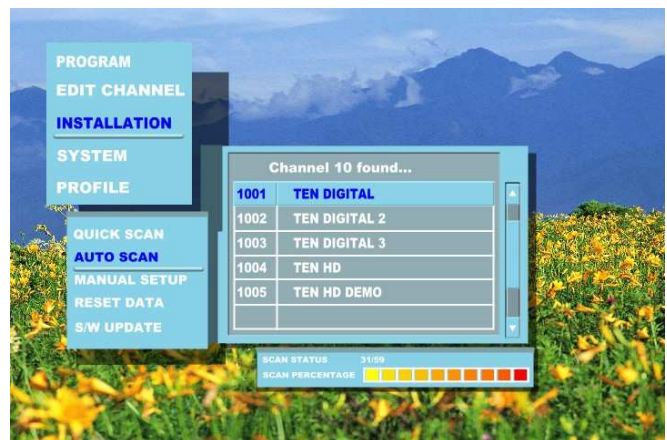 PROGRAM
EDIT CHANNEL
INSTALLATION
SYSTEM
PROFILE
QUICK SCAN
AUTO SCAN
MANUAL SETUP
RESET DATA
S/W UPDATE
Channel 10 found...
1001 TEN DIGITAL
1002 TEN DIGITAL 2
1003 TEN DIGITAL 3
1004 TEN HD
1005 TEN HD DEMO
SCAN STATUS 31/59
SCAN PERCENTAGE